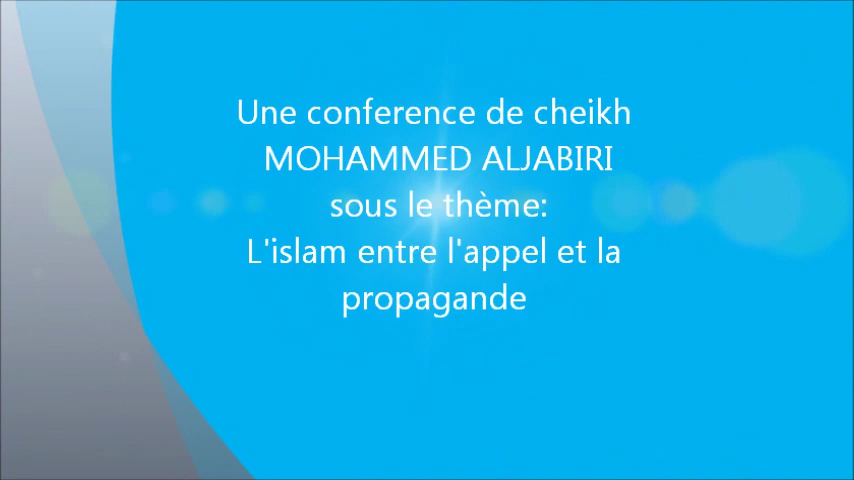 Une conference de cheikh
MOHAMMED ALJABIRI
sous le thème:
L'islam entre l'appel et la
propagande